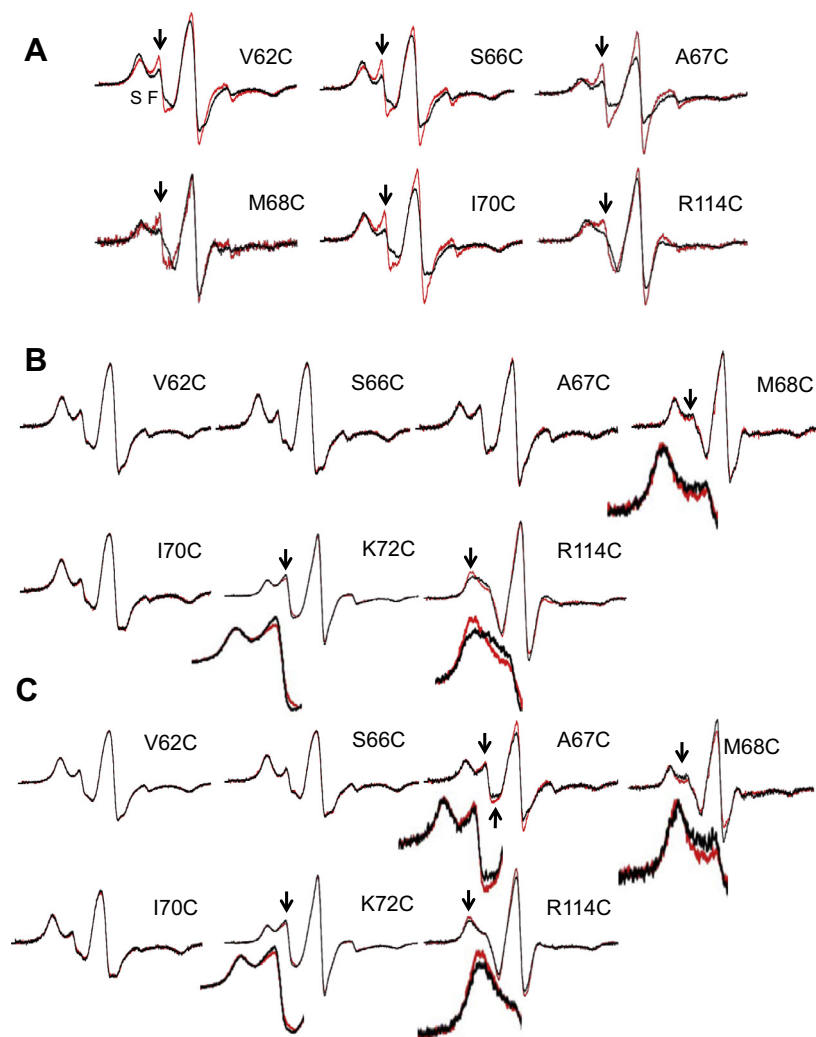 A
V62C
S66C
A67C
S F
M68C
I70C
R114C
B
V62C
S66C
A67C
M68C
I70C
K72C
R114C
C
V62C
S66C
A67C
M68C
I70C
K72C
R114C